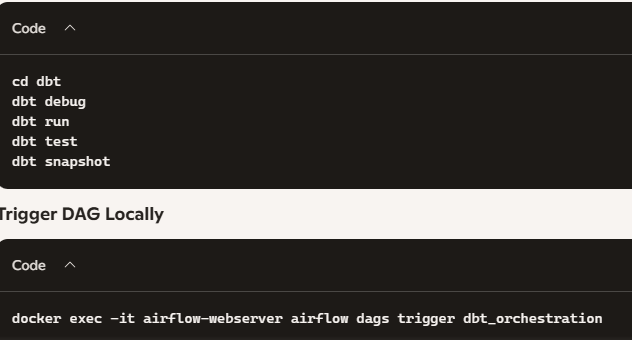 Code
cd dbt
dbt debug
dbt run
dbt test
dbt snapshot
Trigger DAG Locally
Code
docker exec -it airflow-webserver airflow dags trigger dbt_orchestration